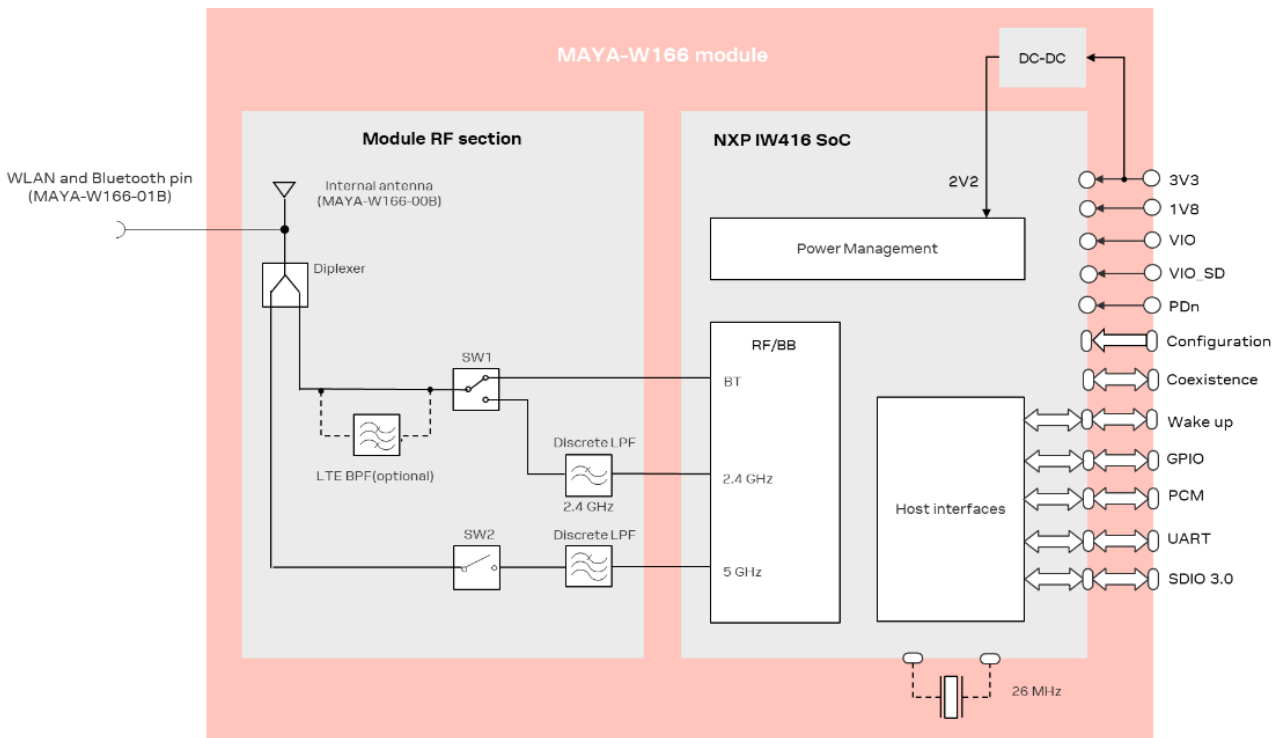 MAYA-W166 module
DC-DC
Module RF section
NXP IW416 SoC
WLAN and Bluetooth pin
(MAYA-W166-01B)
Internal antenna
(MAYA-W166-00B)
2V2
3V3
1V8
VIO
VIO_SD
PDn
Power Management
Diplexer
Configuration
RF/BB
SW1
BT
Coexistence
Wake up
GPIO
PCM
UART
SDIO 3.0
Host interfaces
LTE BPF(optional)
Discrete LPF
2.4 GHz
2.4 GHz
SW2
Discrete LPF
5 GHz
26 MHz